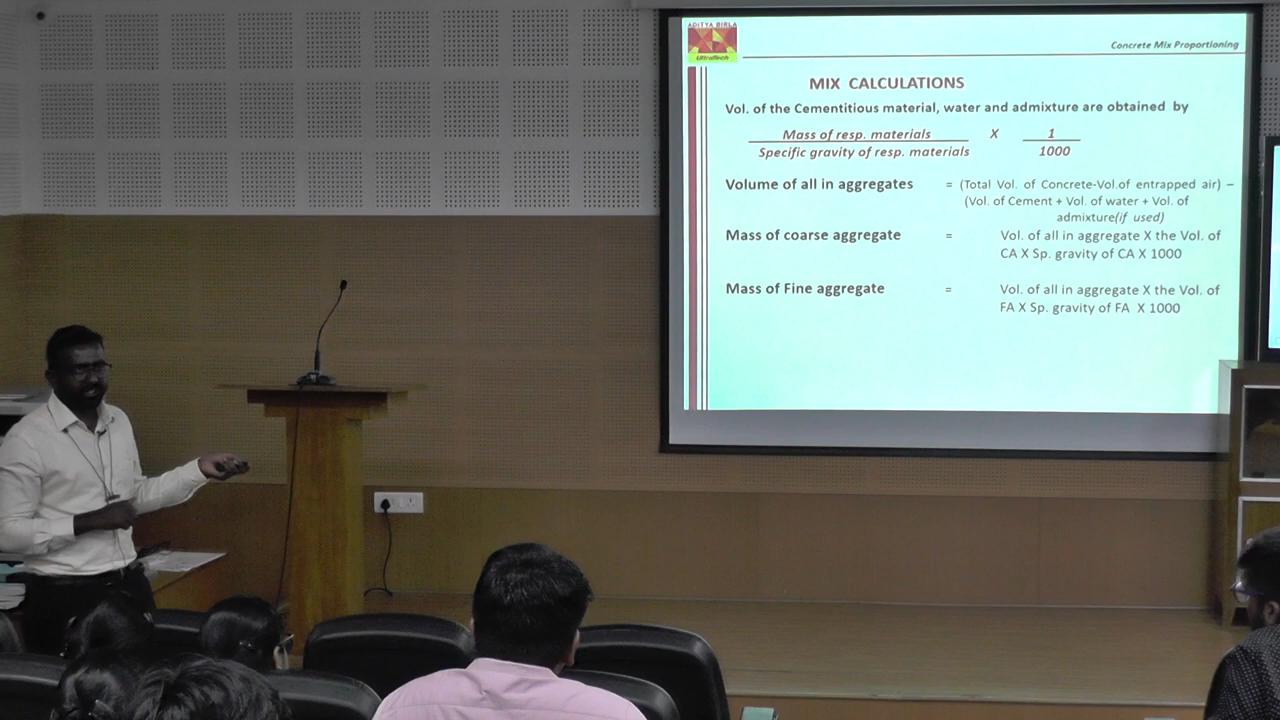 ADITYA BIRLA
UltraTech
Concrete Mix Proportioning
MIX CALCULATIONS
Vol. of the Cementitious material, water and admixture are obtained by
Mass of resp. materials X 1
Specific gravity of resp. materials 1000
Volume of all in aggregates = (Total Vol. of Concrete-Vol.of entrapped air) –
(Vol. of Cement + Vol. of water + Vol. of
admixture(if used)
Mass of coarse aggregate = Vol. of all in aggregate X the Vol. of
CA X Sp. gravity of CA X 1000
Mass of Fine aggregate = Vol. of all in aggregate X the Vol. of
FA X Sp. gravity of FA X 1000